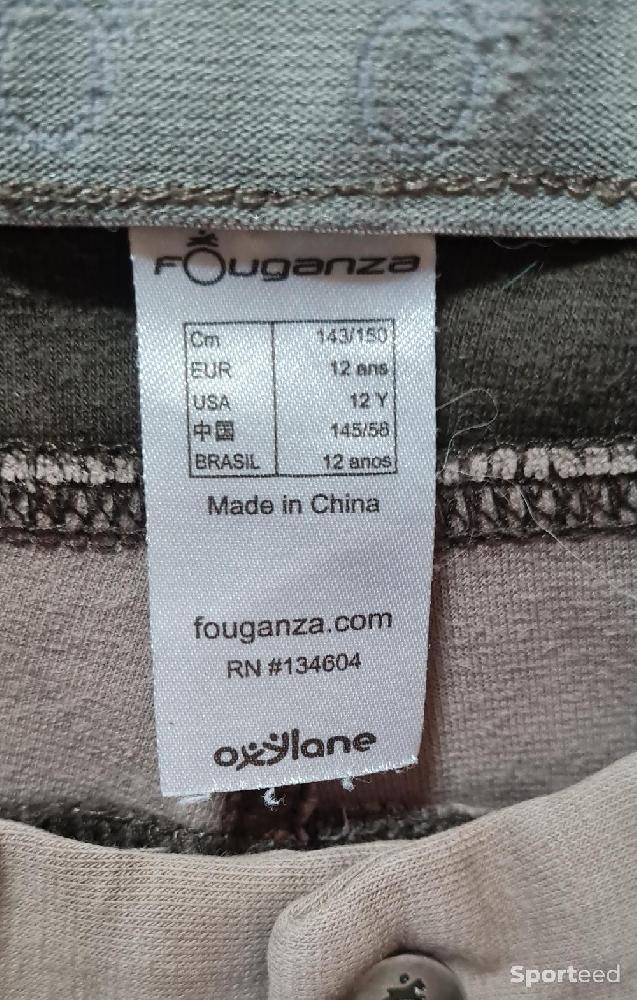 FOuganza
Cm 143/150
EUR 12 ans
USA 12 Y
中国 145/56
BRASIL 12 anos
Made in China
fouganza.com
RN #134604
oxylane
Sporteed